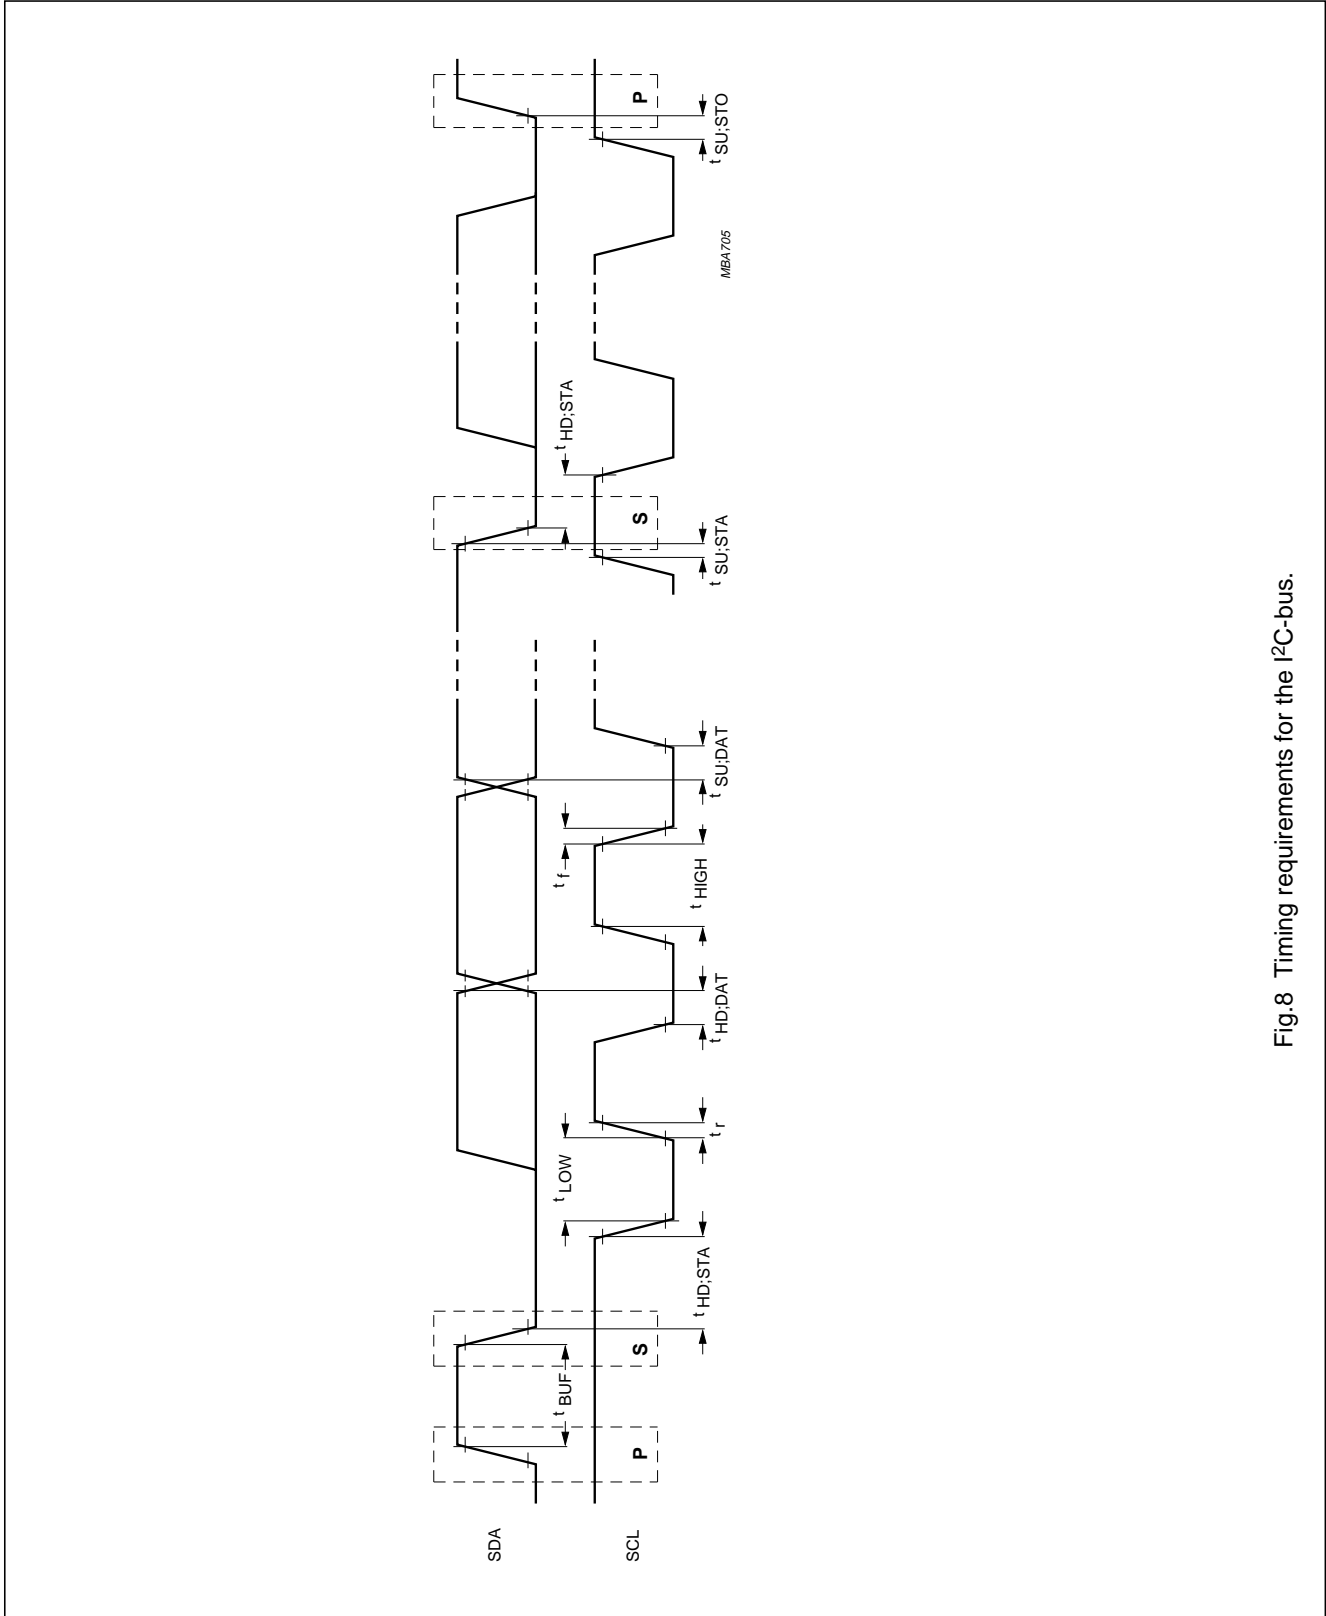 SDA
SCL
P
S
S
P
t BUF
t LOW
t f
t HD;STA
t HD;STA
t r
t HD;DAT
t HIGH
t SU;DAT
t SU;STA
t SU;STO
MBA705
Fig.8 Timing requirements for the I²C-bus.